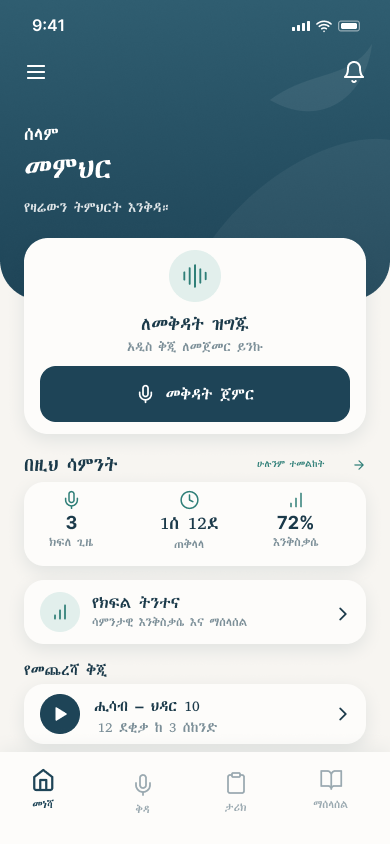 9:41
ሰላም
መምህር
የዛሬውን ትምህርት እንቅዳ።
ለመቅዳት ዝግጁ
አዲስ ቅጂ ለመጀመር ይንኩ
መቅዳት ጀምር
በዚህ ሳምንት
ሁሉንም ተመልከት
3
1ሰ 12ደ
72%
ክፍለ ጊዜ
ጠቅላላ
እንቅስቃሴ
የክፍል ትንተና
ሳምንታዊ እንቅስቃሴ እና ማሰላሰል
የመጨረሻ ቅጂ
ሒሳብ – ህዳር 10
12 ደቂቃ ከ 3 ሰከንድ
መነሻ
ቅዳ
ታሪክ
ማሰላሰል